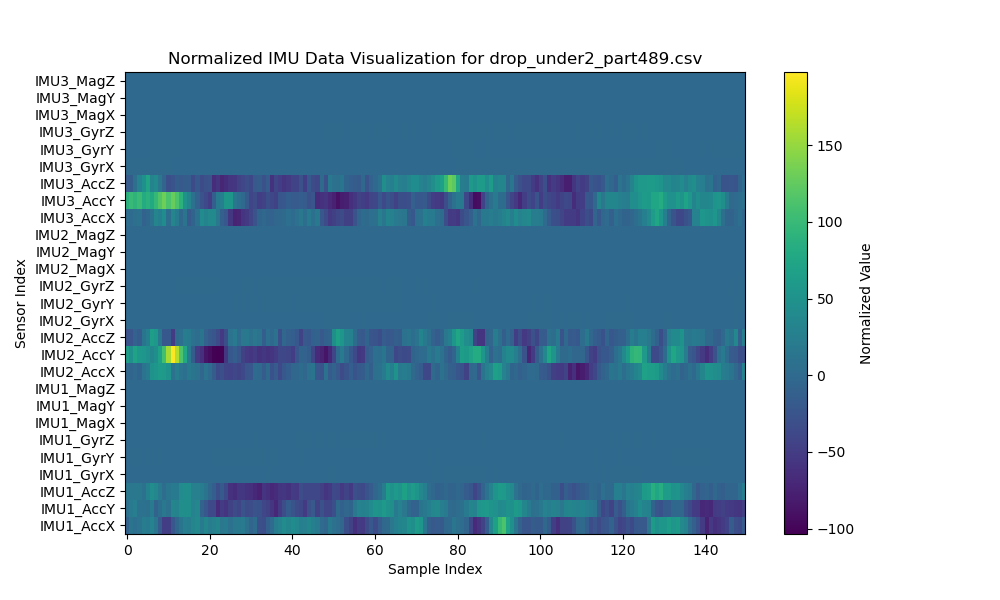 Normalized IMU Data Visualization for drop_under2_part489.csv
IMU3_MagZ
IMU3_MagY
IMU3_MagX
IMU3_GyrZ
IMU3_GyrY
IMU3_GyrX
IMU3_AccZ
IMU3_AccY
IMU3_AccX
IMU2_MagZ
IMU2_MagY
IMU2_MagX
IMU2_GyrZ
IMU2_GyrY
IMU2_GyrX
IMU2_AccZ
IMU2_AccY
IMU2_AccX
IMU1_MagZ
IMU1_MagY
IMU1_MagX
IMU1_GyrZ
IMU1_GyrY
IMU1_GyrX
IMU1_AccZ
IMU1_AccY
IMU1_AccX
Sensor Index
0 20 40 60 80 100 120 140
Sample Index
150
100
50
0
−50
−100
Normalized Value